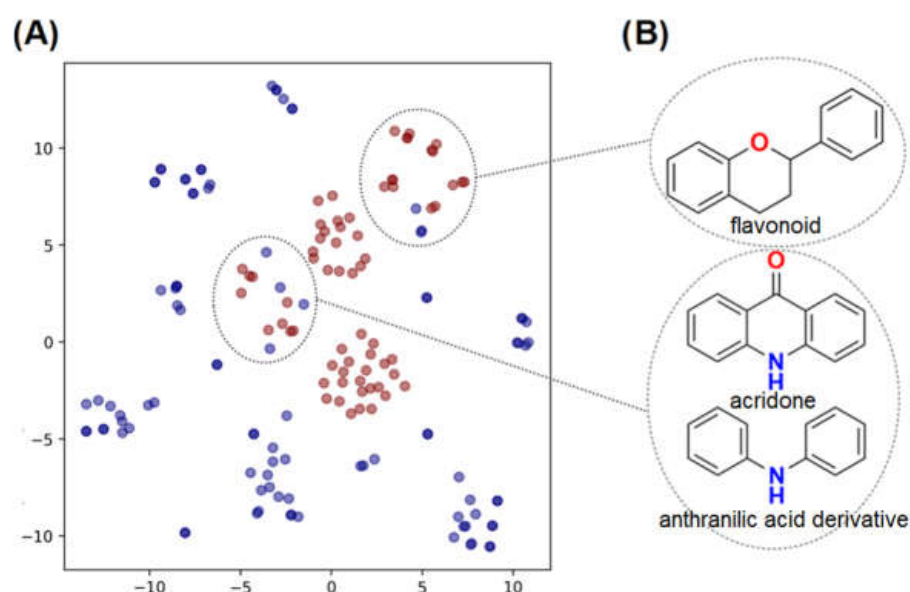 (A)
(B)
10
5
0
−5
−10
−10
−5
0
5
10
O
flavonoid
O
N
H
acridone
N
H
anthranilic acid derivative